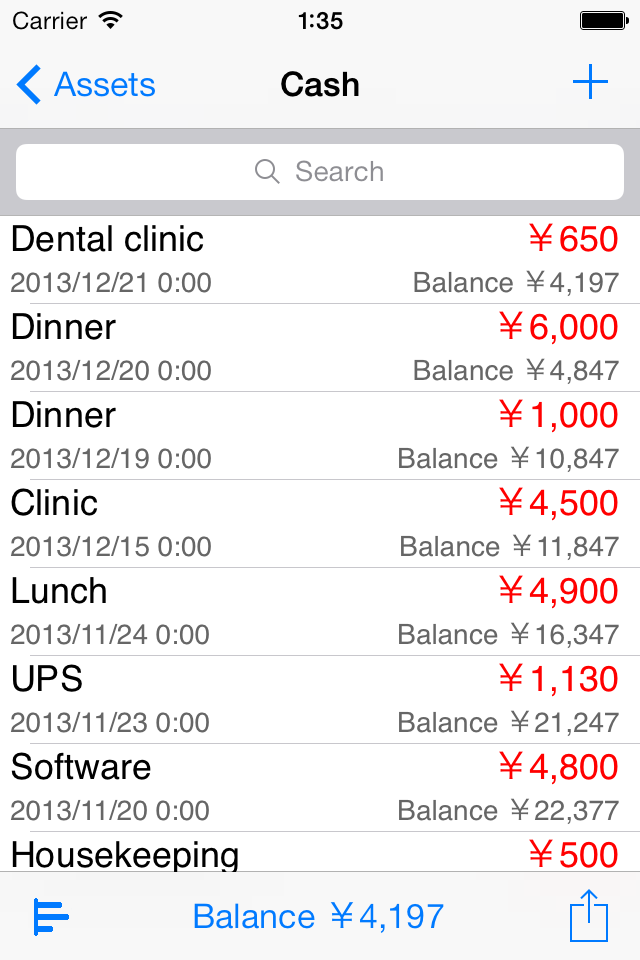 Carrier 1:35
Assets Cash
Search
Dental clinic ¥650
2013/12/21 0:00 Balance ¥4,197
Dinner ¥6,000
2013/12/20 0:00 Balance ¥4,847
Dinner ¥1,000
2013/12/19 0:00 Balance ¥10,847
Clinic ¥4,500
2013/12/15 0:00 Balance ¥11,847
Lunch ¥4,900
2013/11/24 0:00 Balance ¥16,347
UPS ¥1,130
2013/11/23 0:00 Balance ¥21,247
Software ¥4,800
2013/11/20 0:00 Balance ¥22,377
Housekeeping ¥500
Balance ¥4,197